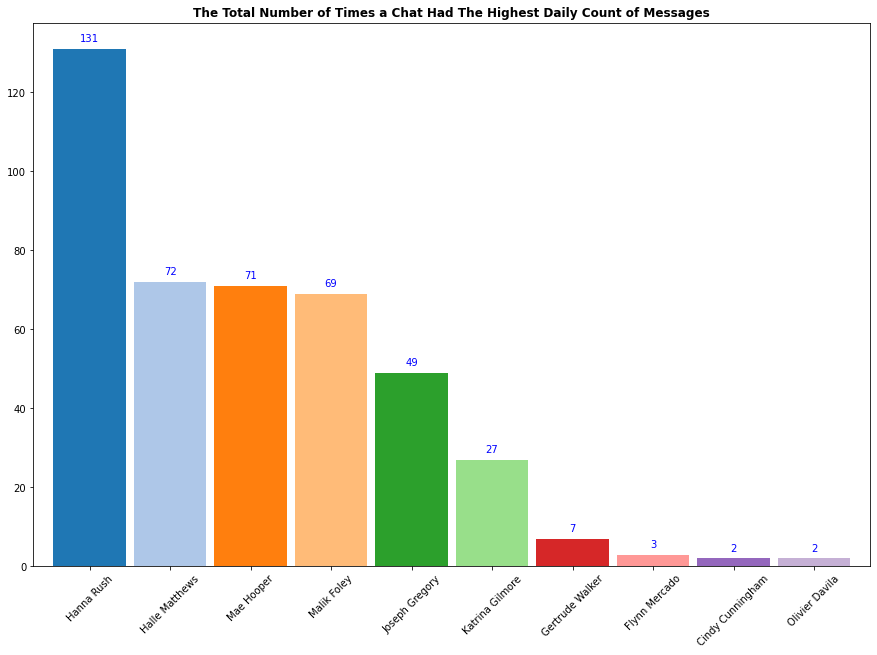 The Total Number of Times a Chat Had The Highest Daily Count of Messages
131
72
71
69
49
27
7
3
2
2
120
100
80
60
40
20
0
Hanna Rush
Halle Matthews
Mae Hooper
Malik Foley
Joseph Gregory
Katrina Gilmore
Gertrude Walker
Flynn Mercado
Cindy Cunningham
Olivier Davila